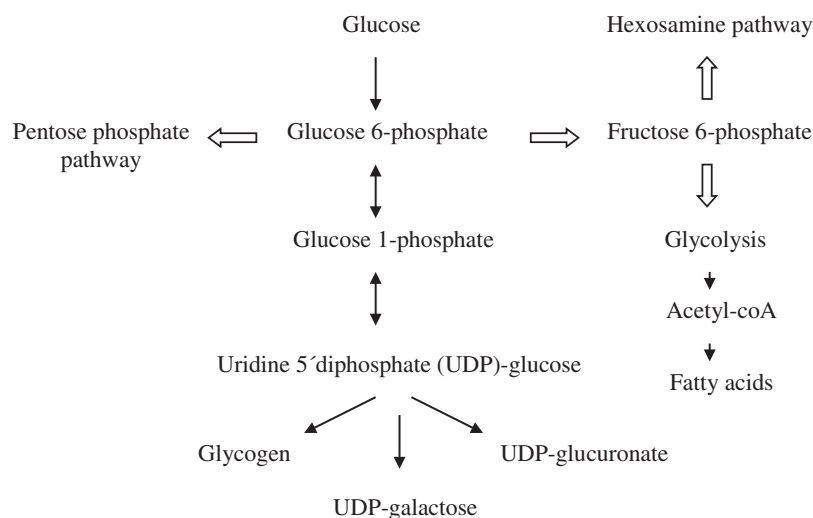 Glucose
Hexosamine pathway
Pentose phosphate
pathway
Glucose 6-phosphate
Fructose 6-phosphate
Glucose 1-phosphate
Glycolysis
Acetyl-coA
Uridine 5´diphosphate (UDP)-glucose
Fatty acids
Glycogen
UDP-glucuronate
UDP-galactose